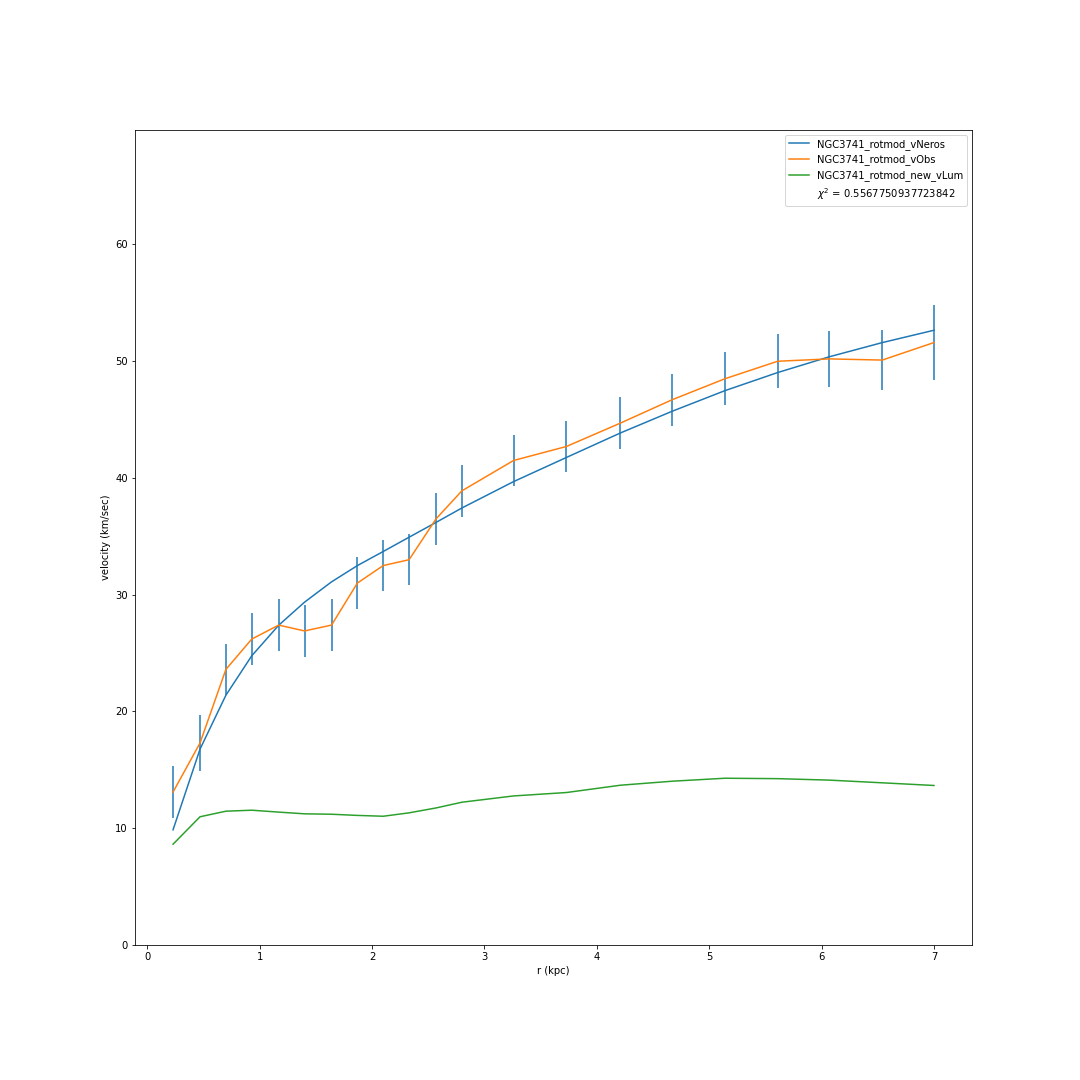 NGC3741_rotmod_vNeros
NGC3741_rotmod_vObs
NGC3741_rotmod_new_vLum
χ² = 0.5567750937723842
60
50
40
30
20
10
0
velocity (km/sec)
0 1 2 3 4 5 6 7
r (kpc)